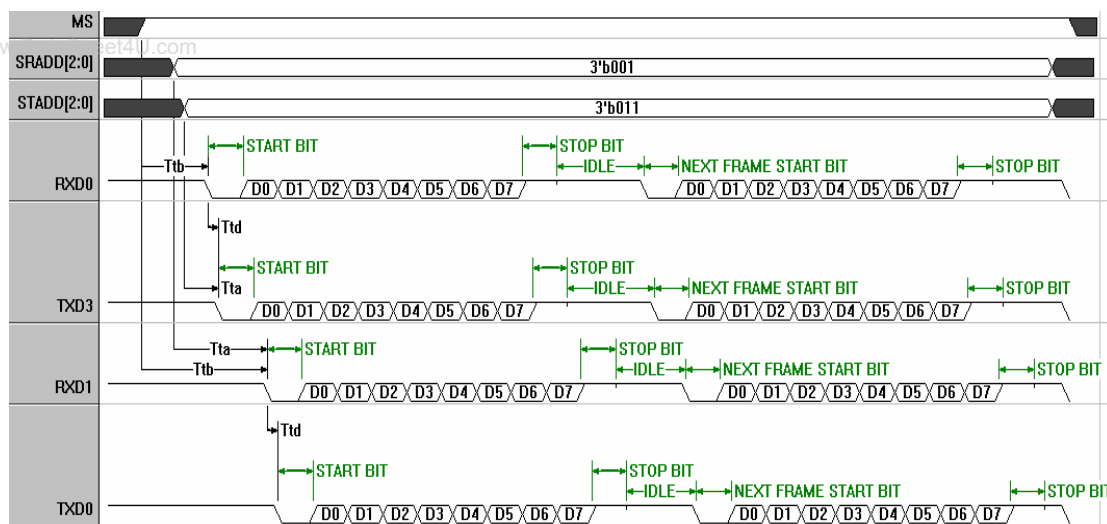 MS
et4U.com
SRADD[2:0] 3'b001
STADD[2:0] 3'b011
START BIT STOP BIT
Ttb IDLE NEXT FRAME START BIT STOP BIT
RXD0 D0 D1 D2 D3 D4 D5 D6 D7 D0 D1 D2 D3 D4 D5 D6 D7
Ttd
START BIT STOP BIT
Tta IDLE NEXT FRAME START BIT STOP BIT
TXD3 D0 D1 D2 D3 D4 D5 D6 D7 D0 D1 D2 D3 D4 D5 D6 D7
Tta START BIT STOP BIT
Ttb IDLE NEXT FRAME START BIT STOP BIT
RXD1 D0 D1 D2 D3 D4 D5 D6 D7 D0 D1 D2 D3 D4 D5 D6 D7
Ttd
START BIT STOP BIT
IDLE NEXT FRAME START BIT STOP BIT
TXD0 D0 D1 D2 D3 D4 D5 D6 D7 D0 D1 D2 D3 D4 D5 D6 D7